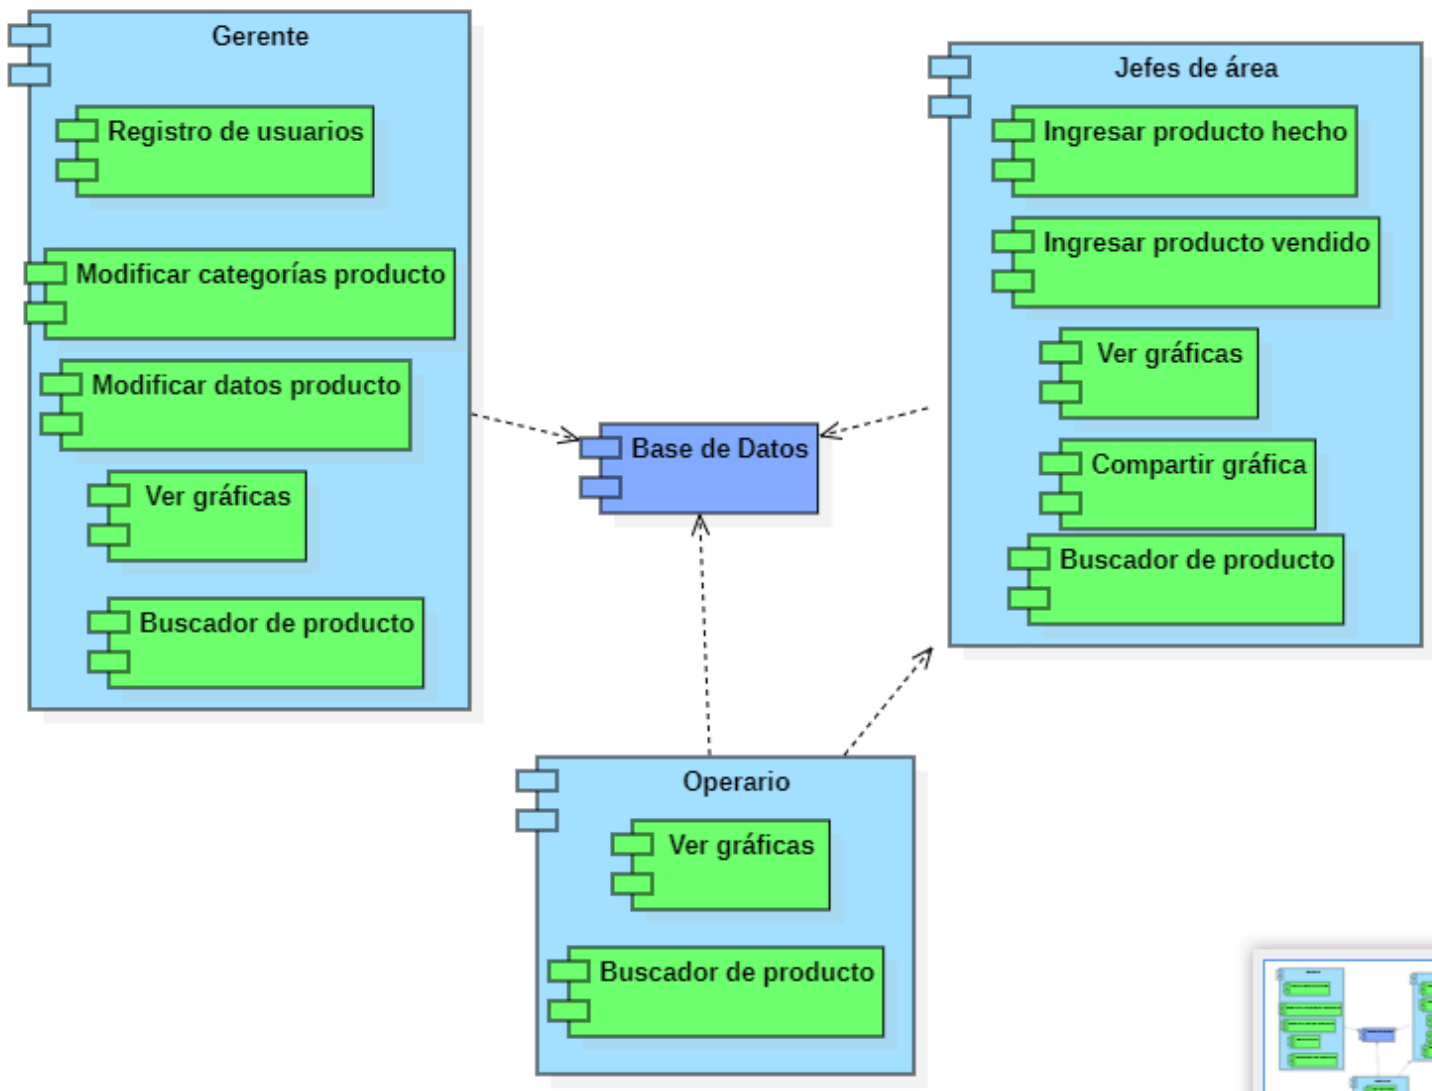 Gerente
Registro de usuarios
Modificar categorías producto
Modificar datos producto
Ver gráficas
Buscador de producto
Base de Datos
Jefes de área
Ingresar producto hecho
Ingresar producto vendido
Ver gráficas
Compartir gráfica
Buscador de producto
Operario
Ver gráficas
Buscador de producto